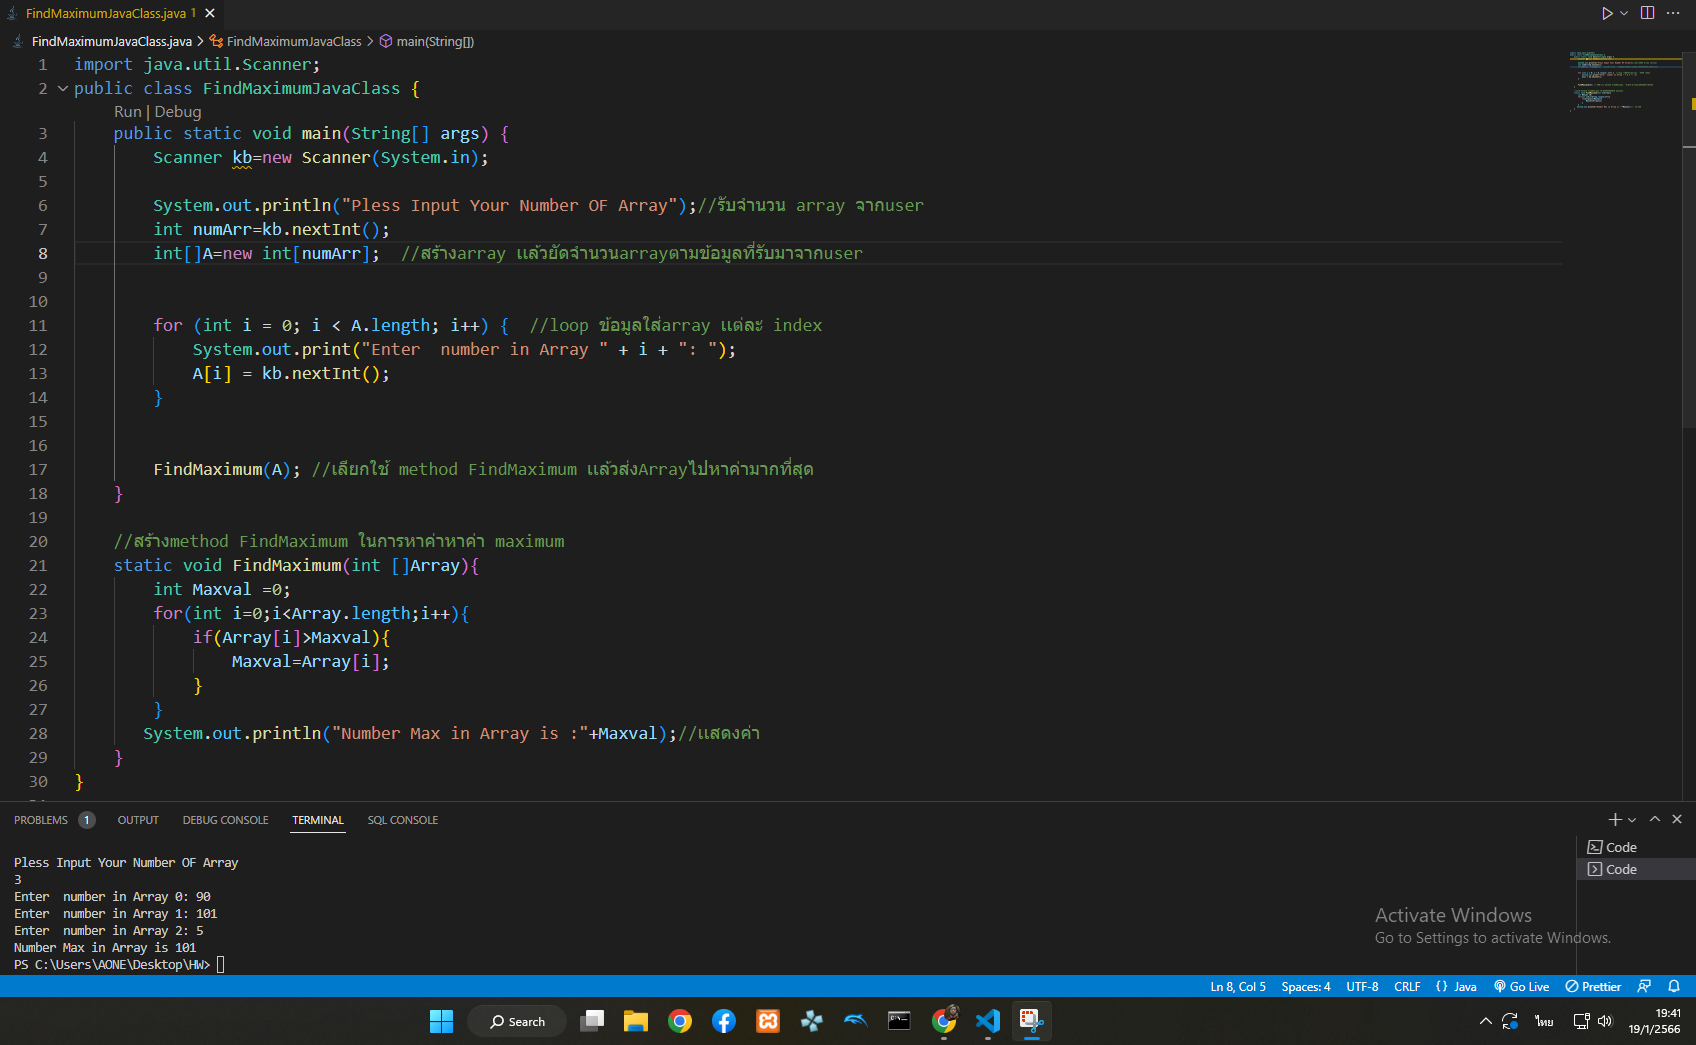 FindMaximumJavaClass.java 1
FindMaximumJavaClass.java > FindMaximumJavaClass > main(String[])
1 import java.util.Scanner;
2 public class FindMaximumJavaClass {
Run | Debug
3 public static void main(String[] args) {
4 Scanner kb=new Scanner(System.in);
5
6 System.out.println("Pless Input Your Number OF Array");//รับจำนวน array จากuser
7 int numArr=kb.nextInt();
8 int[]A=new int[numArr]; //สร้างarray แล้วยัดจำนวนarrayตามข้อมูลที่รับมาจากuser
9
10
11 for (int i = 0; i < A.length; i++) { //loop ข้อมูลใส่array แต่ละ index
12 System.out.print("Enter  number in Array " + i + ": ");
13 A[i] = kb.nextInt();
14 }
15
16
17 FindMaximum(A); //เลียกใช้ method FindMaximum แล้วส่งArrayไปหาค่ามากที่สุด
18 }
19
20 //สร้างmethod FindMaximum ในการหาค่าหาค่า maximum
21 static void FindMaximum(int []Array){
22 int Maxval =0;
23 for(int i=0;i<Array.length;i++){
24 if(Array[i]>Maxval){
25 Maxval=Array[i];
26 }
27 }
28 System.out.println("Number Max in Array is :"+Maxval);//แสดงค่า
29 }
30 }
PROBLEMS 1 OUTPUT DEBUG CONSOLE TERMINAL SQL CONSOLE
Pless Input Your Number OF Array
3
Enter  number in Array 0: 90
Enter  number in Array 1: 101
Enter  number in Array 2: 5
Number Max in Array is 101
PS C:\Users\AONE\Desktop\HW>
Code
Code
Activate Windows
Go to Settings to activate Windows.
Ln 8, Col 5 Spaces: 4 UTF-8 CRLF {} Java Go Live Prettier
Search
ไทย
19:41
19/1/2566